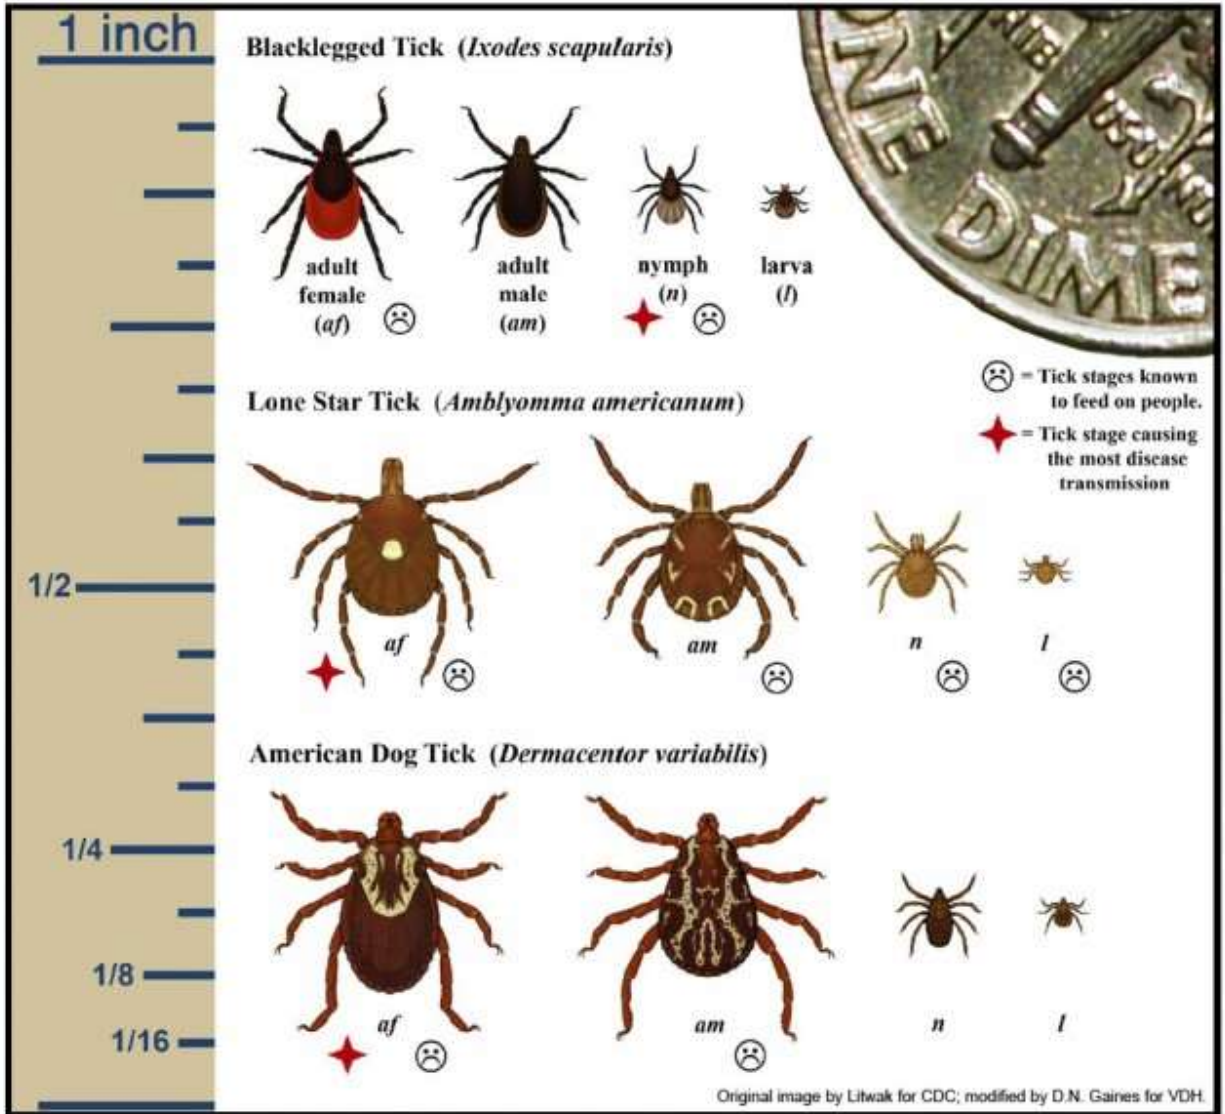 1 inch
1/2
1/4
1/8
1/16
Blacklegged Tick (Ixodes scapularis)
adult
female
(af)
adult
male
(am)
nymph
(n)
larva
(l)
ONE DIME
= Tick stages known
to feed on people.
= Tick stage causing
the most disease
transmission
Lone Star Tick (Amblyomma americanum)
af
am
n
l
American Dog Tick (Dermacentor variabilis)
af
am
n
l
Original image by Litwak for CDC; modified by D.N. Gaines for VDH.